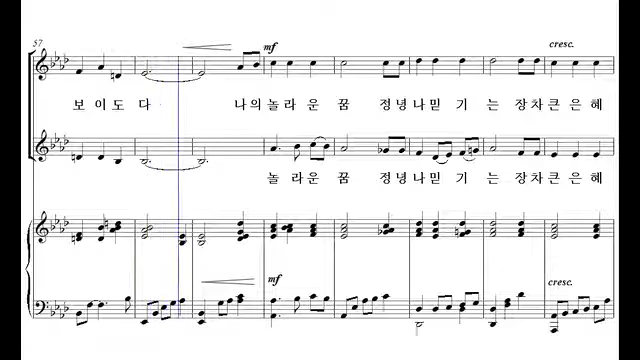 57
mf
cresc.
보 이 도 다 나의 놀 라 운 꿈 정 녕 나 믿 기 는 장 차 큰 은 혜
놀 라 운 꿈 정 녕 나 믿 기 는 장 차 큰 은 혜
mf
cresc.